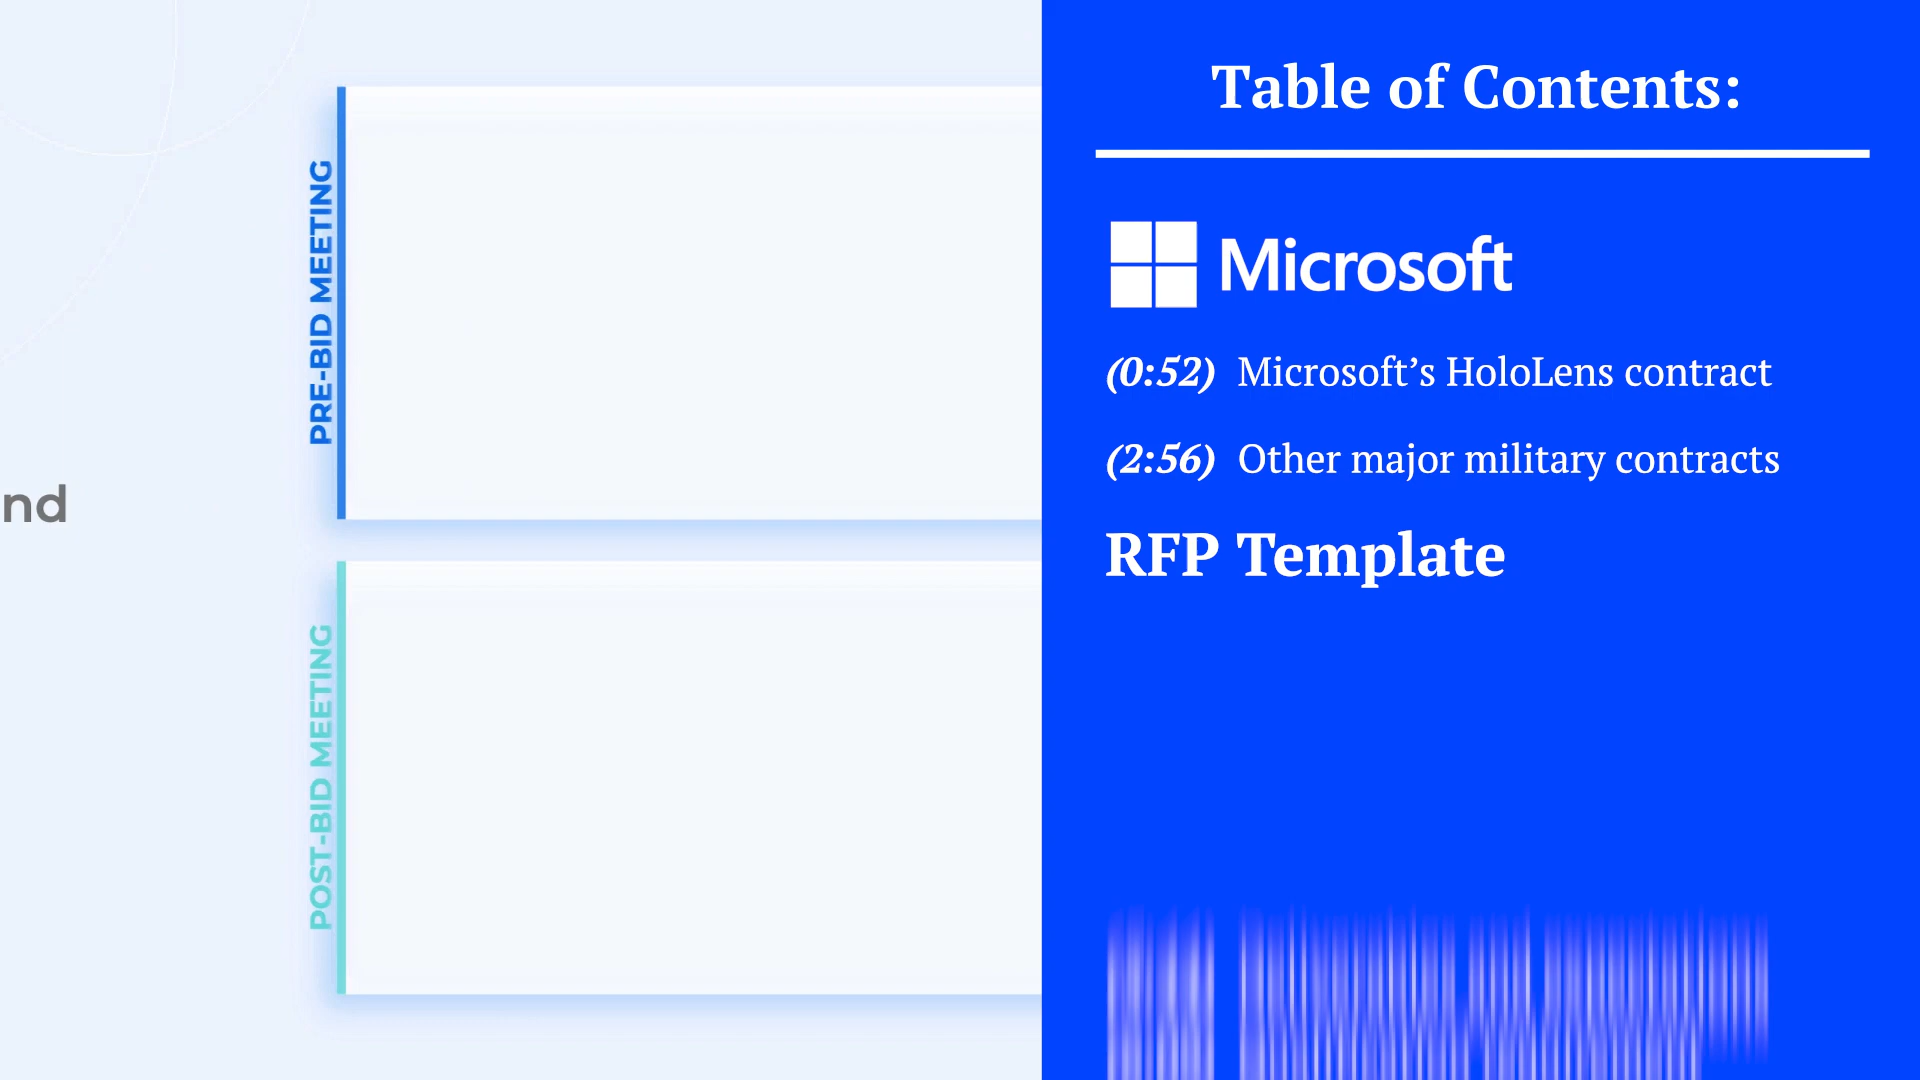 nd
PRE-BID MEETING
POST-BID MEETING
Table of Contents:
Microsoft
(0:52) Microsoft’s HoloLens contract
(2:56) Other major military contracts
RFP Template